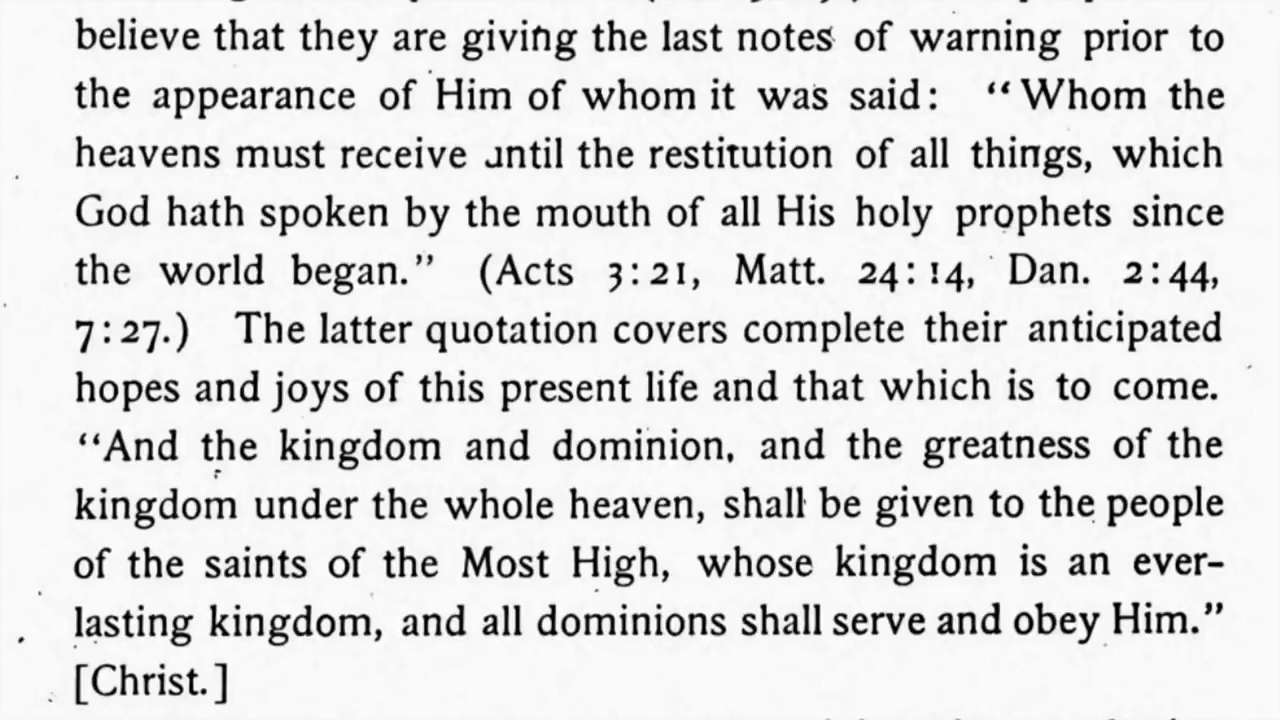 believe that they are giving the last notes of warning prior to
the appearance of Him of whom it was said: “Whom the
heavens must receive until the restitution of all things, which
God hath spoken by the mouth of all His holy prophets since
the world began.” (Acts 3:21, Matt. 24:14, Dan. 2:44,
7:27.) The latter quotation covers complete their anticipated
hopes and joys of this present life and that which is to come.
“And the kingdom and dominion, and the greatness of the
kingdom under the whole heaven, shall be given to the people
of the saints of the Most High, whose kingdom is an ever-
lasting kingdom, and all dominions shall serve and obey Him.”
[Christ.]